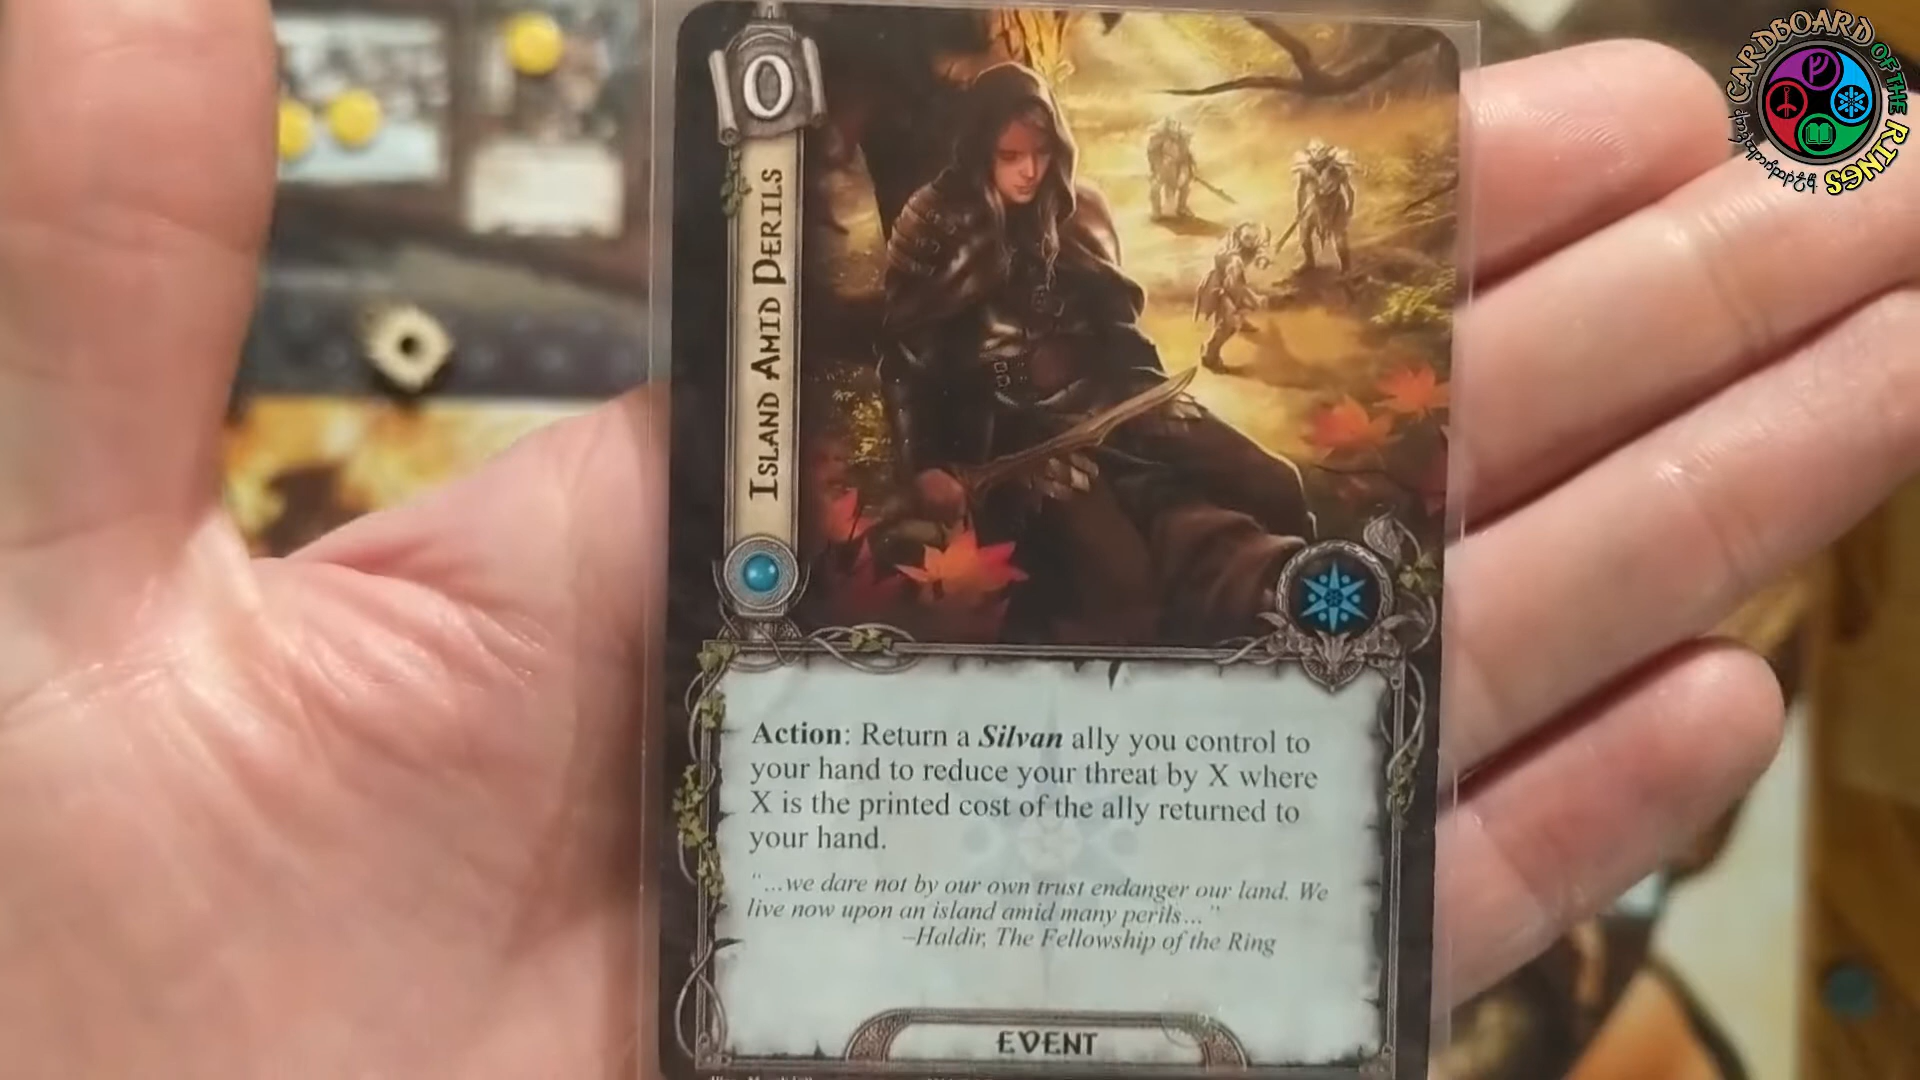 0
ISLAND AMID PERILS
Action: Return a Silvan ally you control to
your hand to reduce your threat by X where
X is the printed cost of the ally returned to
your hand.
"...we dare not by our own trust endanger our land. We
live now upon an island amid many perils..."
–Haldir, The Fellowship of the Ring
EVENT
CARDBOARD OF THE RINGS